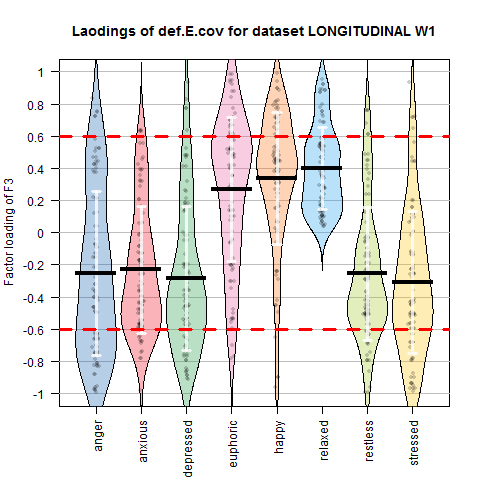 Laodings of def.E.cov for dataset LONGITUDINAL W1
Factor loading of F3
1
0.8
0.6
0.4
0.2
0
-0.2
-0.4
-0.6
-0.8
-1
anger
anxious
depressed
euphoric
happy
relaxed
restless
stressed